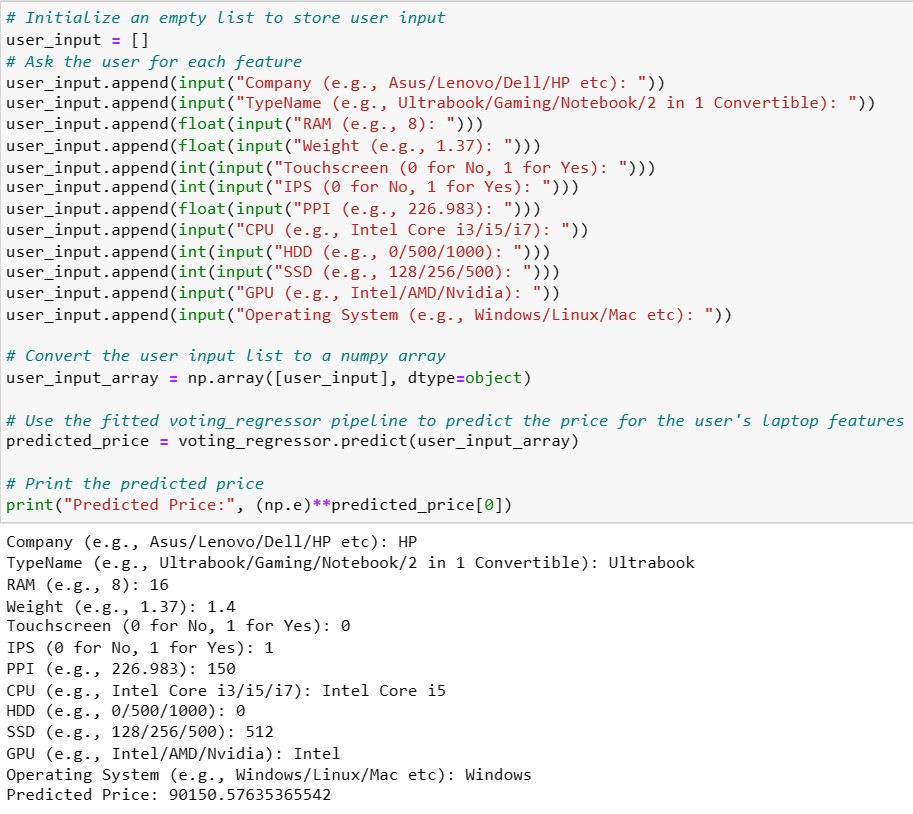 # Initialize an empty list to store user input
user_input = []
# Ask the user for each feature
user_input.append(input("Company (e.g., Asus/Lenovo/Dell/HP etc): "))
user_input.append(input("TypeName (e.g., Ultrabook/Gaming/Notebook/2 in 1 Convertible): "))
user_input.append(float(input("RAM (e.g., 8): ")))
user_input.append(float(input("Weight (e.g., 1.37): ")))
user_input.append(int(input("Touchscreen (0 for No, 1 for Yes): ")))
user_input.append(int(input("IPS (0 for No, 1 for Yes): ")))
user_input.append(float(input("PPI (e.g., 226.983): ")))
user_input.append(input("CPU (e.g., Intel Core i3/i5/i7): "))
user_input.append(int(input("HDD (e.g., 0/500/1000): ")))
user_input.append(int(input("SSD (e.g., 128/256/500): ")))
user_input.append(input("GPU (e.g., Intel/AMD/Nvidia): "))
user_input.append(input("Operating System (e.g., Windows/Linux/Mac etc): "))
# Convert the user input list to a numpy array
user_input_array = np.array([user_input], dtype=object)
# Use the fitted voting_regressor pipeline to predict the price for the user's laptop features
predicted_price = voting_regressor.predict(user_input_array)
# Print the predicted price
print("Predicted Price:", (np.e)**predicted_price[0])
Company (e.g., Asus/Lenovo/Dell/HP etc): HP
TypeName (e.g., Ultrabook/Gaming/Notebook/2 in 1 Convertible): Ultrabook
RAM (e.g., 8): 16
Weight (e.g., 1.37): 1.4
Touchscreen (0 for No, 1 for Yes): 0
IPS (0 for No, 1 for Yes): 1
PPI (e.g., 226.983): 150
CPU (e.g., Intel Core i3/i5/i7): Intel Core i5
HDD (e.g., 0/500/1000): 0
SSD (e.g., 128/256/500): 512
GPU (e.g., Intel/AMD/Nvidia): Intel
Operating System (e.g., Windows/Linux/Mac etc): Windows
Predicted Price: 90150.57635365542